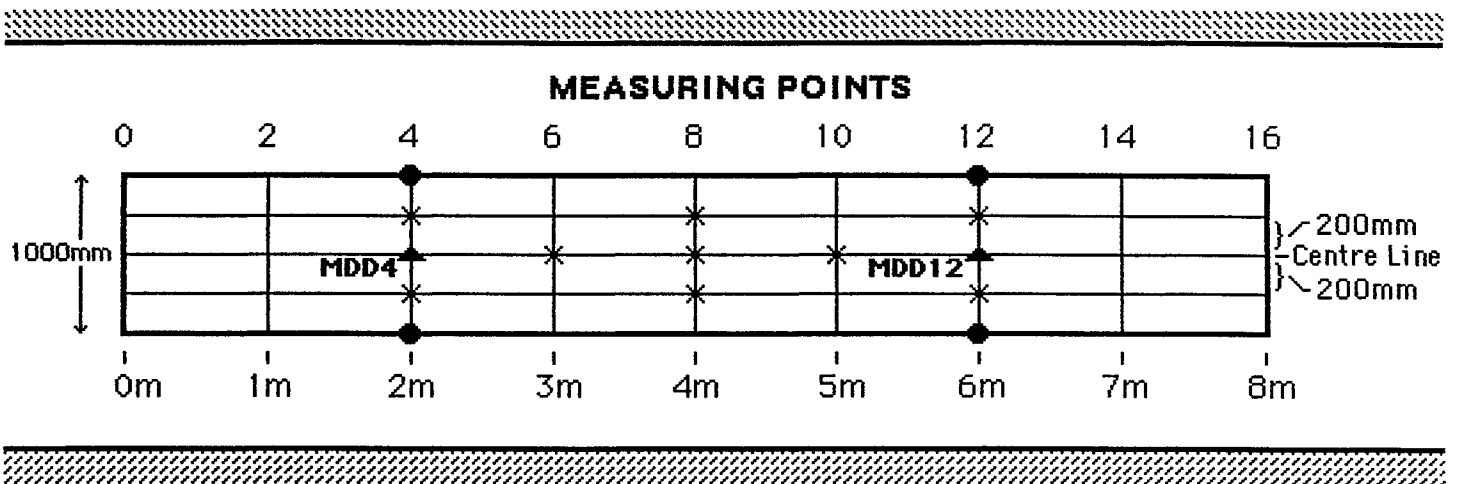 MEASURING POINTS
0 2 4 6 8 10 12 14 16
200mm
1000mm MDD4 MDD12 Centre Line
200mm
0m 1m 2m 3m 4m 5m 6m 7m 8m